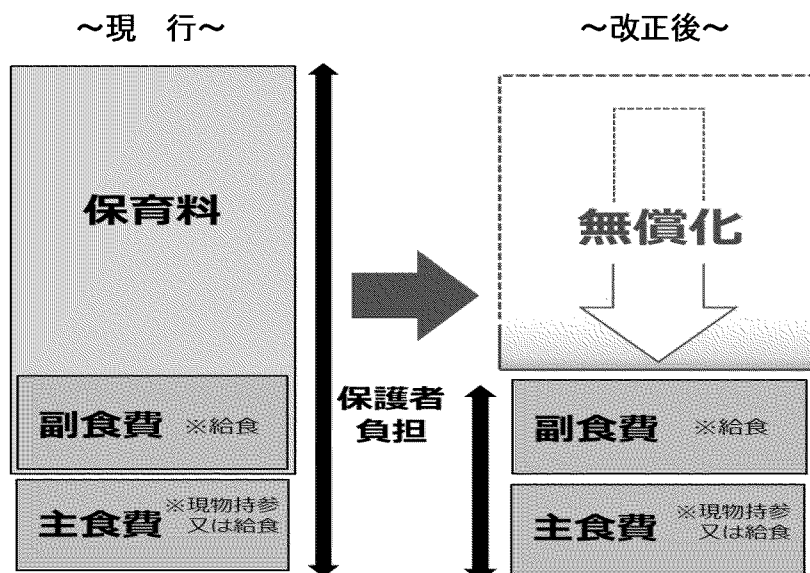 ～現　行～
保育料
副食費 ※給食
主食費 ※現物持参
又は給食
保護者
負担
～改正後～
無償化
副食費 ※給食
主食費 ※現物持参
又は給食